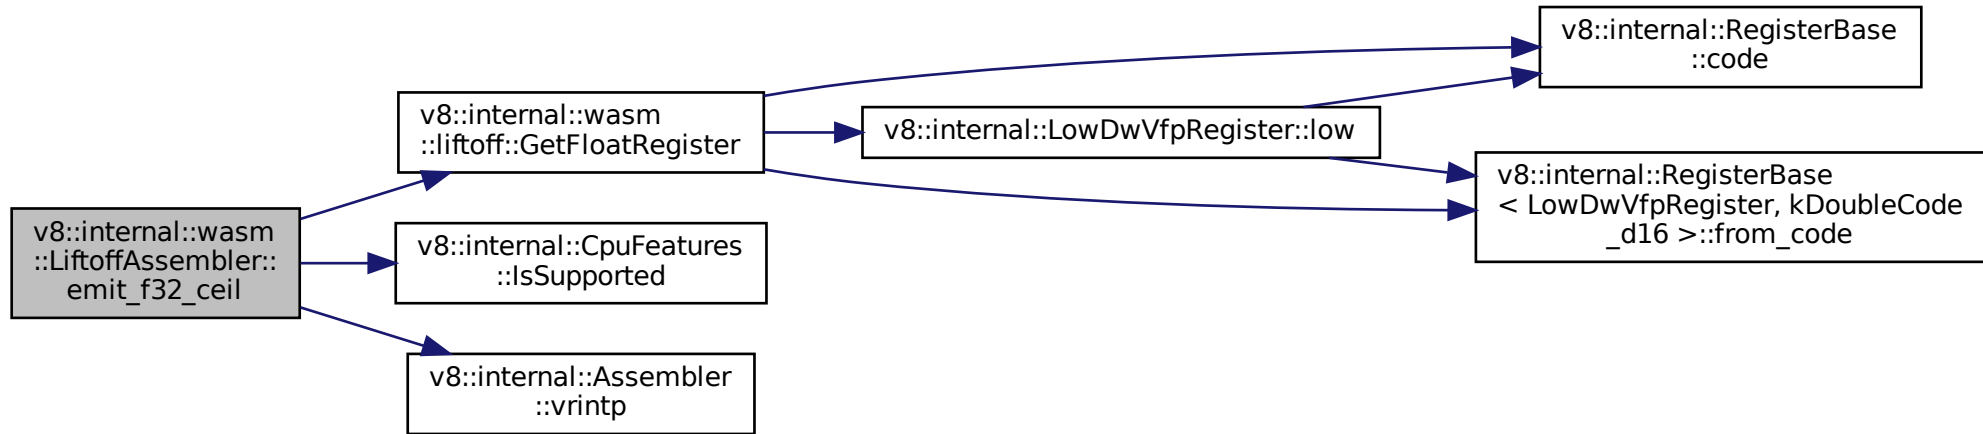 v8::internal::wasm
::LiftoffAssembler::
emit_f32_ceil
v8::internal::wasm
::liftoff::GetFloatRegister
v8::internal::CpuFeatures
::IsSupported
v8::internal::Assembler
::vrintp
v8::internal::LowDwVfpRegister::low
v8::internal::RegisterBase
::code
v8::internal::RegisterBase
< LowDwVfpRegister, kDoubleCode
_d16 >::from_code